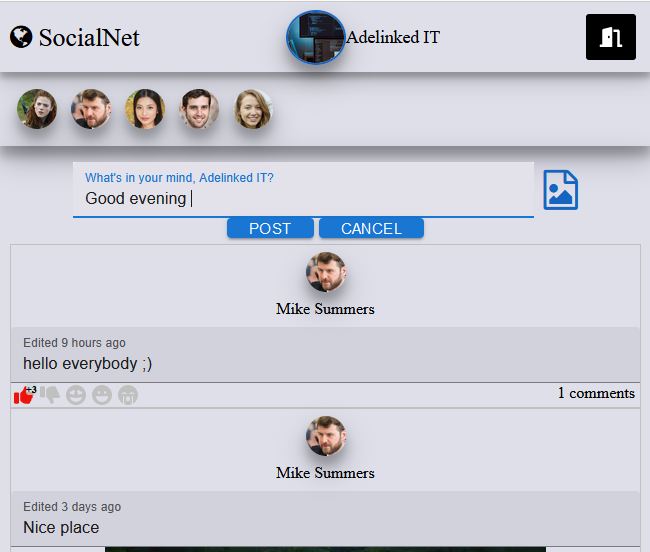 SocialNet
Adelinked IT
What's in your mind, Adelinked IT?
Good evening
POST CANCEL
Mike Summers
Edited 9 hours ago
hello everybody ;)
+3
1 comments
Mike Summers
Edited 3 days ago
Nice place